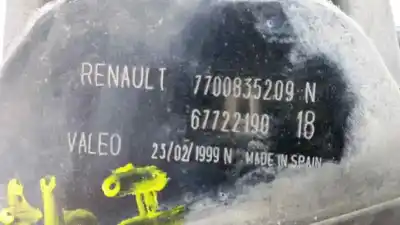 RENAULT 7700835209 N
67722190 18
VALEO 23/02/1999 N MADE IN SPAIN